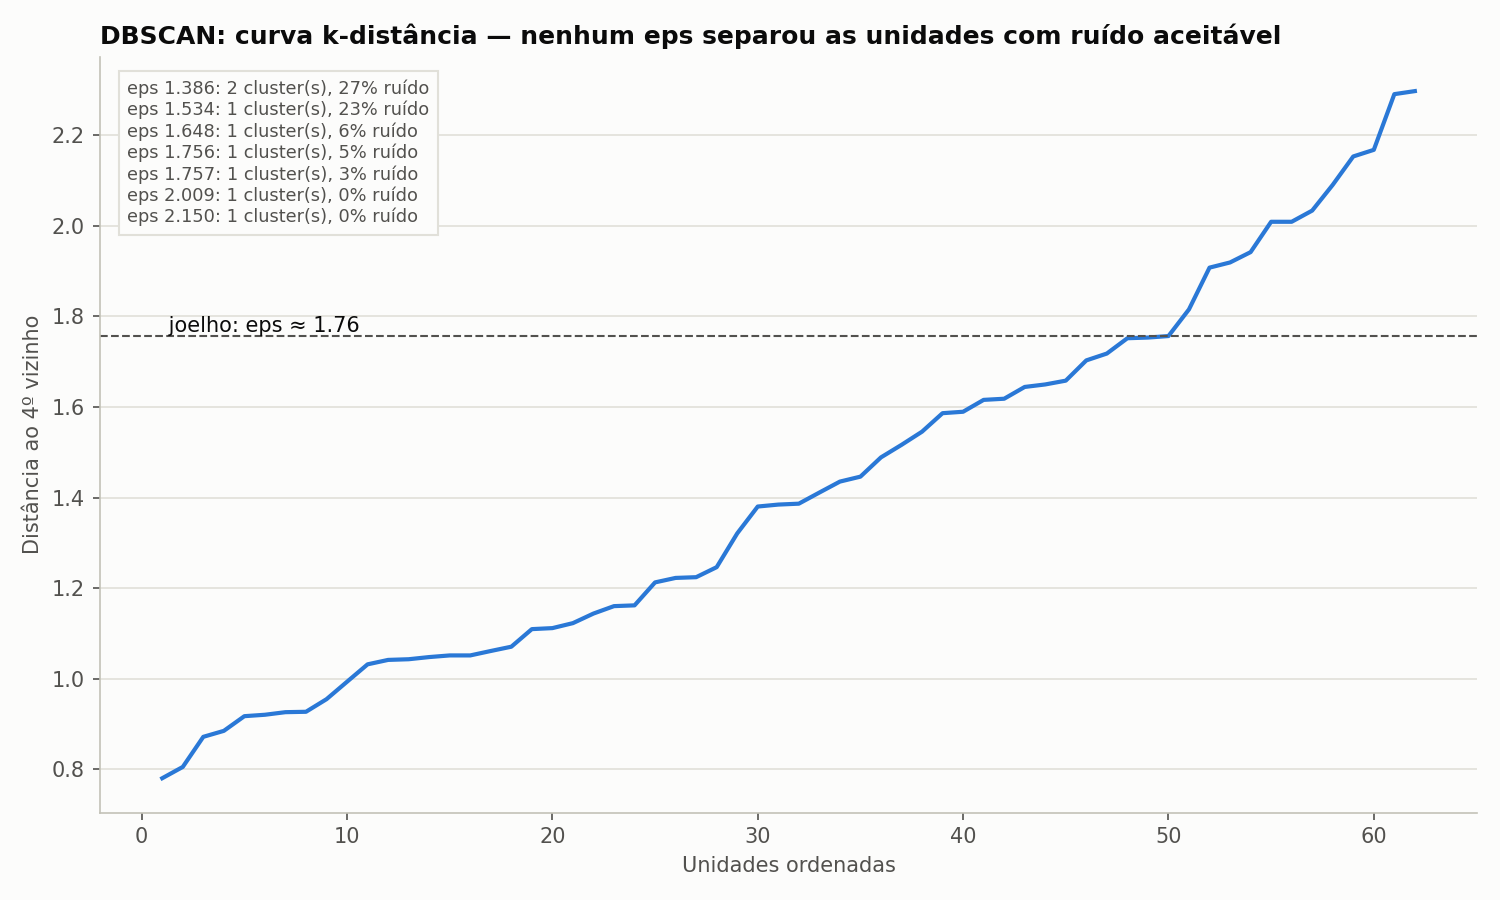 DBSCAN: curva k-distância — nenhum eps separou as unidades com ruído aceitável
eps 1.386: 2 cluster(s), 27% ruído
eps 1.534: 1 cluster(s), 23% ruído
eps 1.648: 1 cluster(s), 6% ruído
eps 1.756: 1 cluster(s), 5% ruído
eps 1.757: 1 cluster(s), 3% ruído
eps 2.009: 1 cluster(s), 0% ruído
eps 2.150: 1 cluster(s), 0% ruído
joelho: eps ≈ 1.76
Distância ao 4º vizinho
2.2
2.0
1.8
1.6
1.4
1.2
1.0
0.8
0
10
20
30
40
50
60
Unidades ordenadas